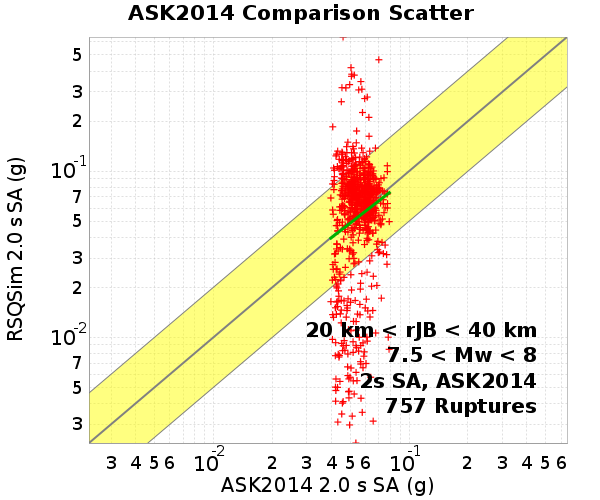 ASK2014 Comparison Scatter
RSQSim 2.0 s SA (g)
5
3
2
10^-1
7
5
3
2
10^-2
7
5
3
20 km < rJB < 40 km
7.5 < Mw < 8
2s SA, ASK2014
757 Ruptures
3 4 5 6 10^-2 2 3 4 5 6 10^-1 2 3 4 5 6
ASK2014 2.0 s SA (g)